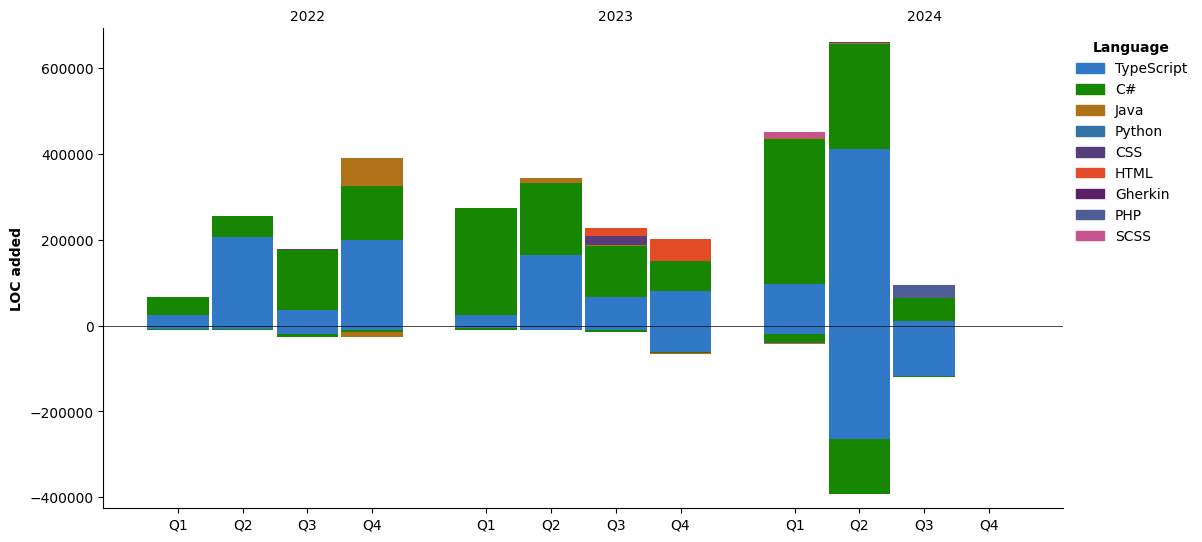 2022 2023 2024
LOC added
600000
400000
200000
0
−200000
−400000
Q1 Q2 Q3 Q4 Q1 Q2 Q3 Q4 Q1 Q2 Q3 Q4
Language
TypeScript
C#
Java
Python
CSS
HTML
Gherkin
PHP
SCSS